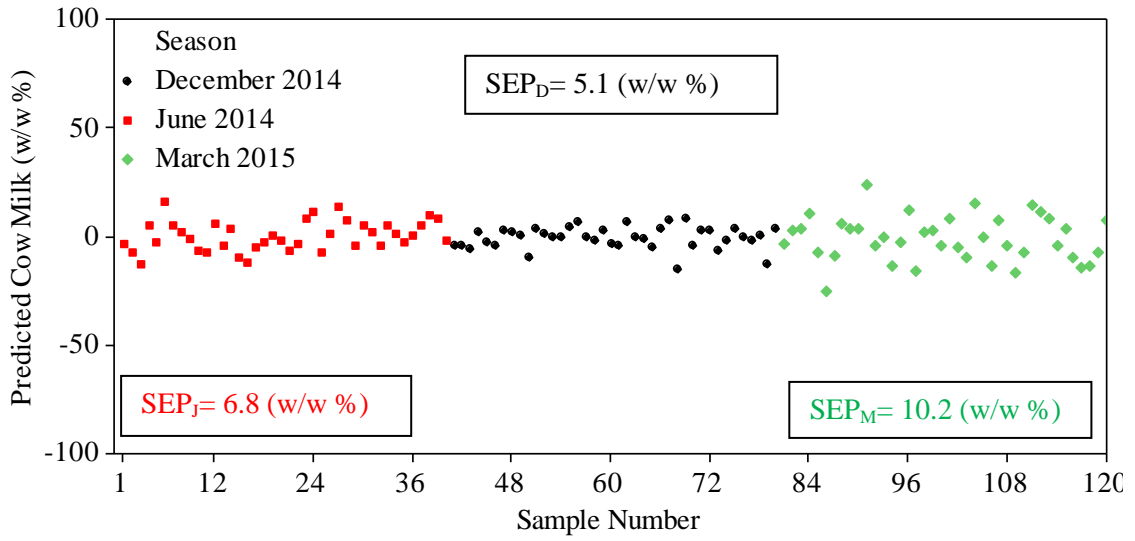 Predicted Cow Milk (w/w %)
100
50
0
-50
-100
Season
December 2014
June 2014
March 2015
SEP_D= 5.1 (w/w %)
SEP_J= 6.8 (w/w %)
SEP_M= 10.2 (w/w %)
1 12 24 36 48 60 72 84 96 108 120
Sample Number